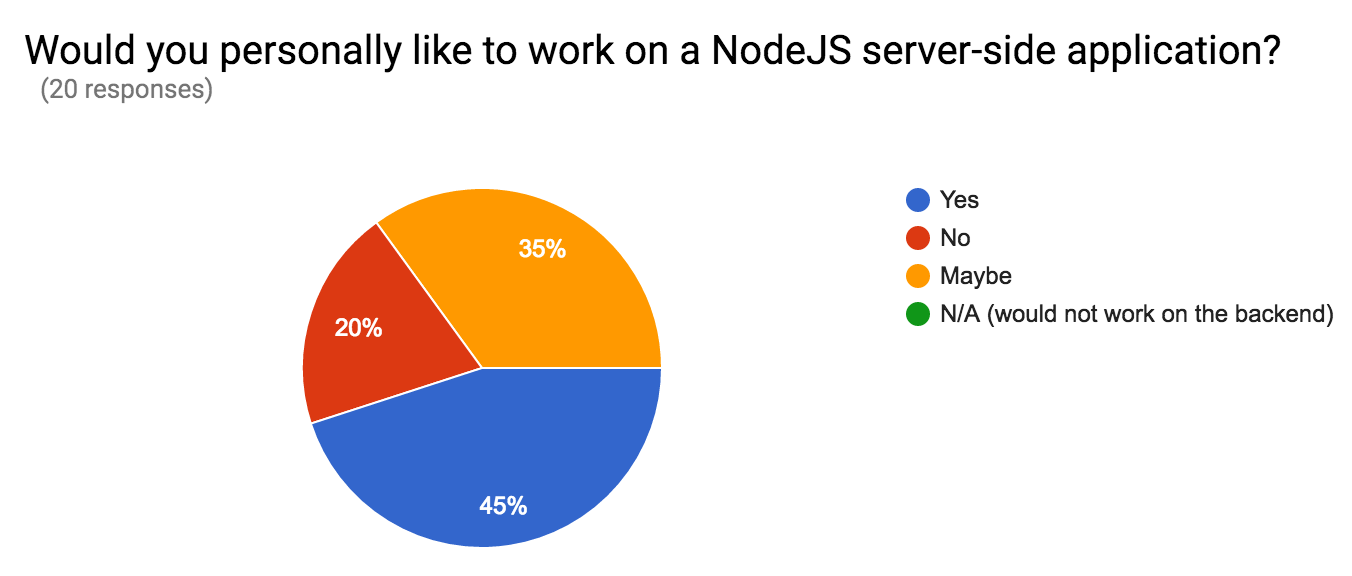 Would you personally like to work on a NodeJS server-side application?
(20 responses)
Yes
No
Maybe
N/A (would not work on the backend)
35%
20%
45%